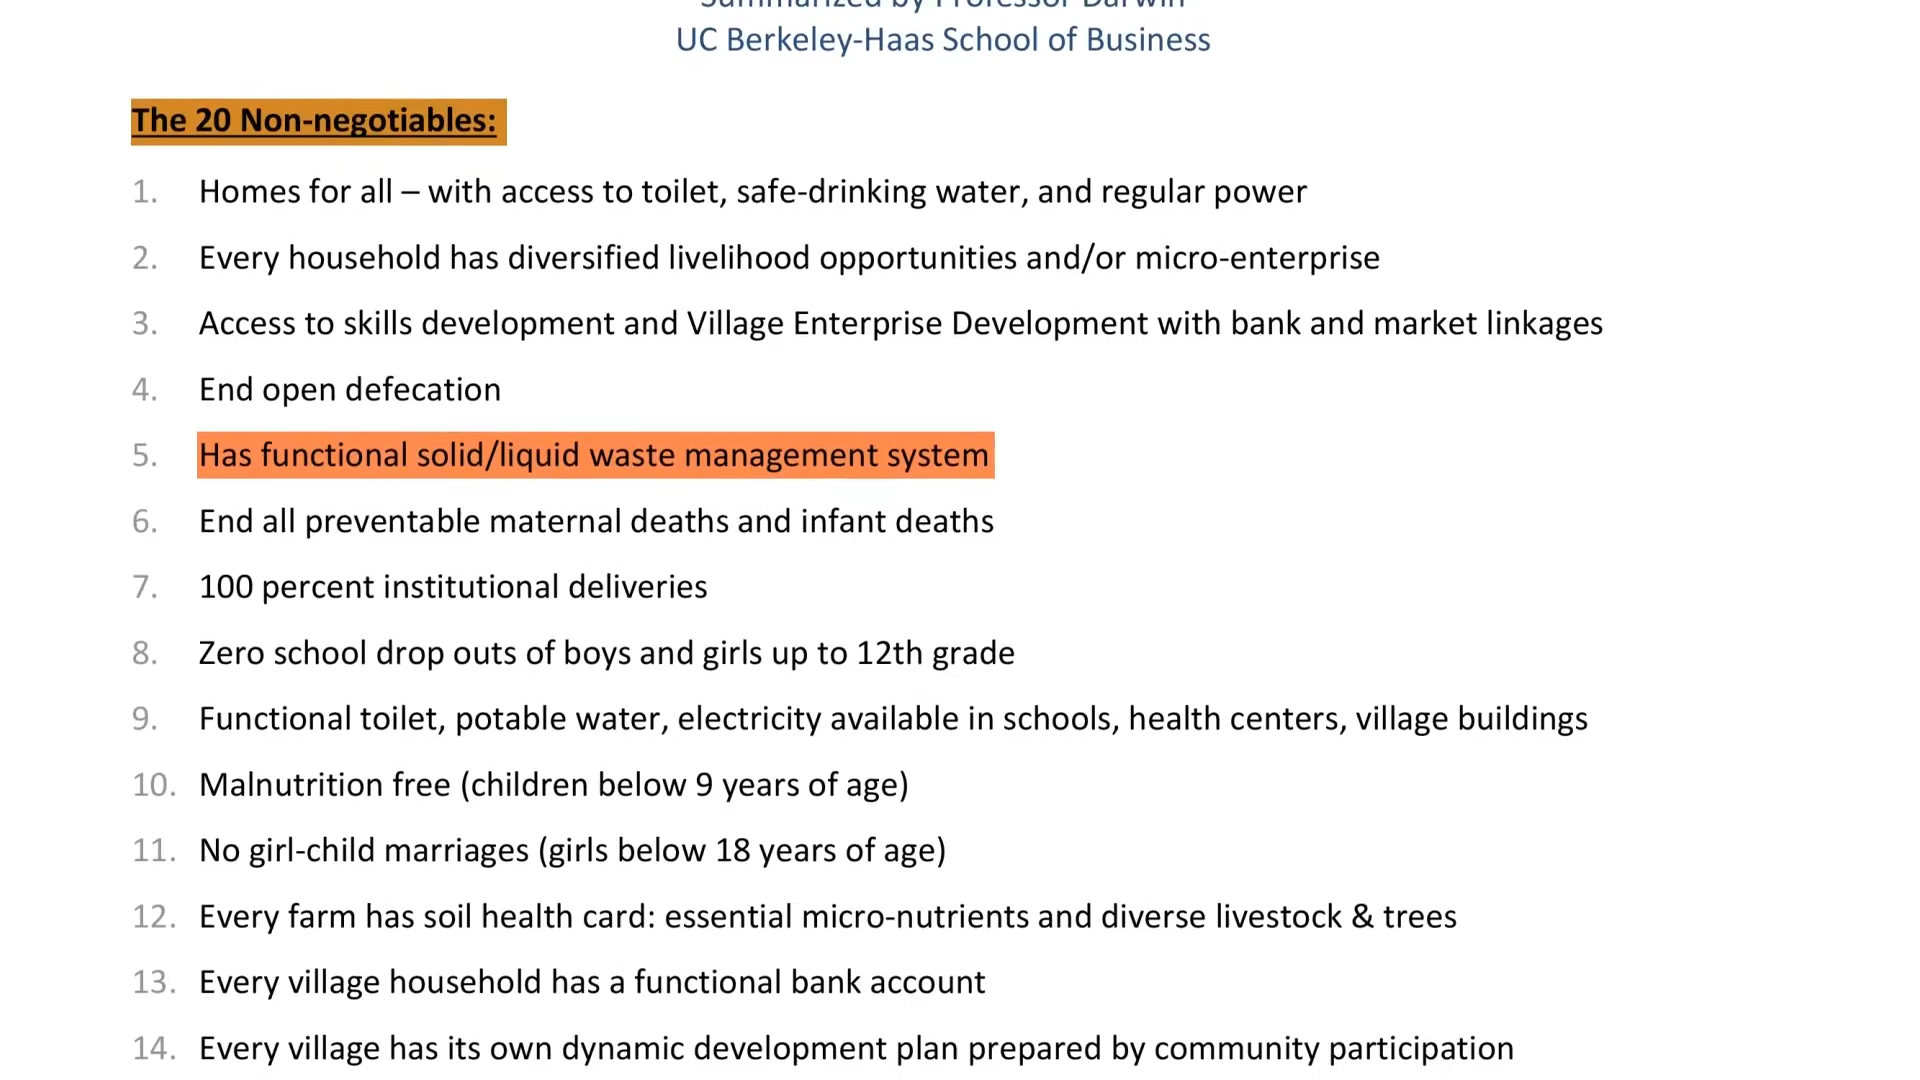 Summarized by Professor Darwin
UC Berkeley-Haas School of Business
The 20 Non-negotiables:
1. Homes for all – with access to toilet, safe-drinking water, and regular power
2. Every household has diversified livelihood opportunities and/or micro-enterprise
3. Access to skills development and Village Enterprise Development with bank and market linkages
4. End open defecation
5. Has functional solid/liquid waste management system
6. End all preventable maternal deaths and infant deaths
7. 100 percent institutional deliveries
8. Zero school drop outs of boys and girls up to 12th grade
9. Functional toilet, potable water, electricity available in schools, health centers, village buildings
10. Malnutrition free (children below 9 years of age)
11. No girl-child marriages (girls below 18 years of age)
12. Every farm has soil health card: essential micro-nutrients and diverse livestock & trees
13. Every village household has a functional bank account
14. Every village has its own dynamic development plan prepared by community participation